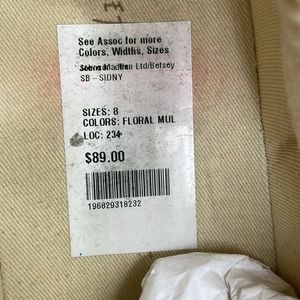 See Assoc for more
Colors, Widths, Sizes
Steve Madden Ltd/Betsey
SB - SIDNY
SIZES: 8
COLORS: FLORAL MUL
LOC: 234
$89.00
196829318232